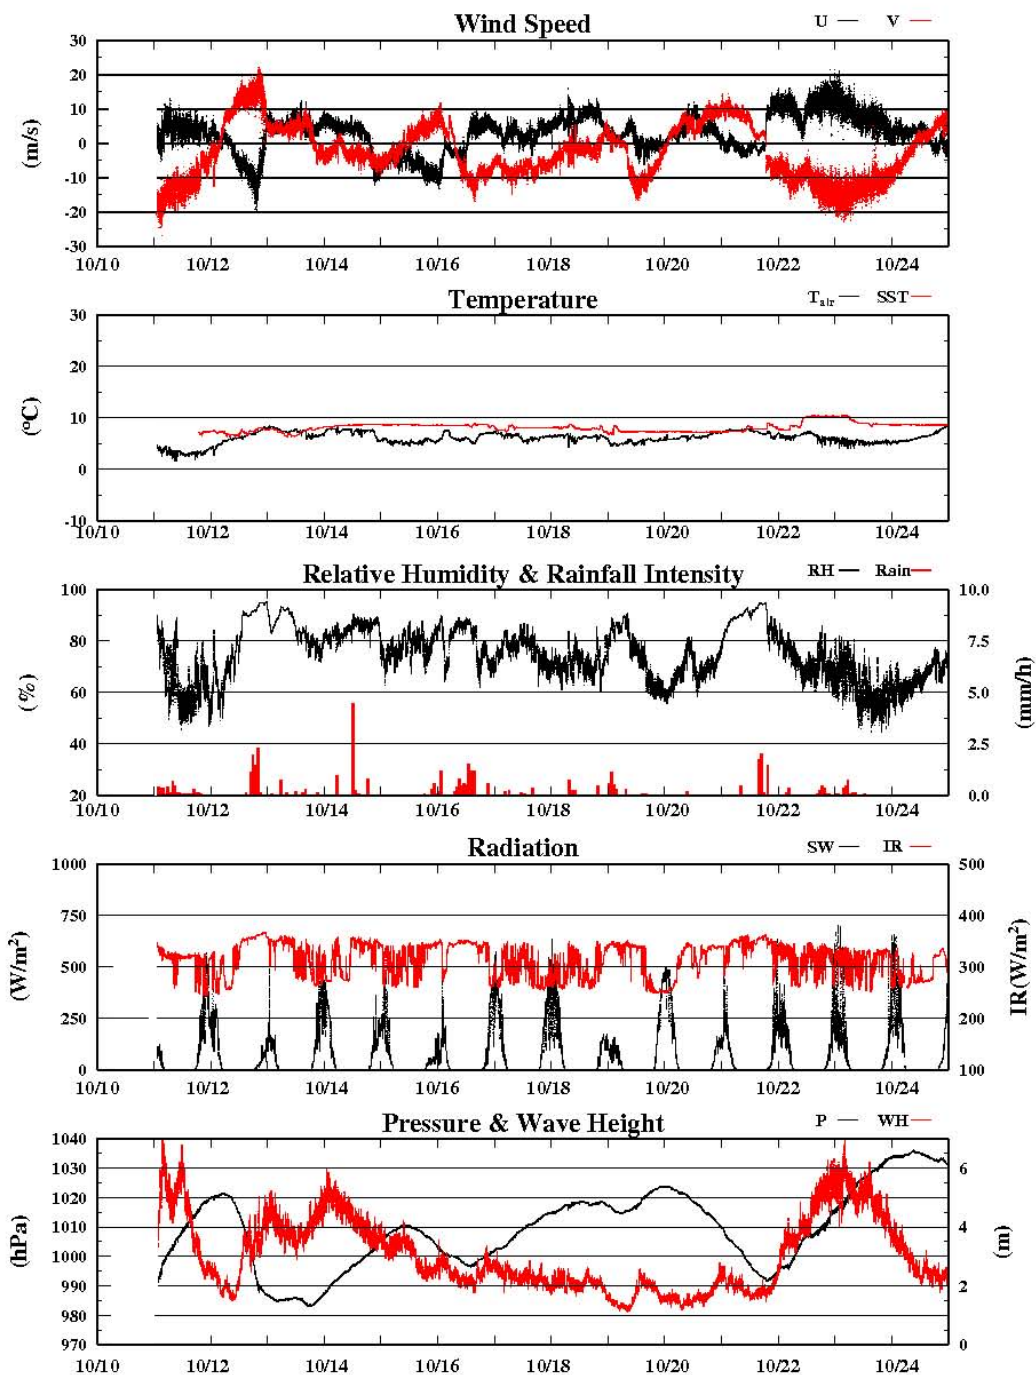 Wind Speed U V
30
20
10
0
-10
-20
-30
(m/s)
10/10 10/12 10/14 10/16 10/18 10/20 10/22 10/24
Temperature Tair SST
30
20
10
0
-10
(°C)
10/10 10/12 10/14 10/16 10/18 10/20 10/22 10/24
Relative Humidity & Rainfall Intensity RH Rain
100 10.0
80 7.5
60 5.0
40 2.5
20 0.0
(%) (mm/h)
10/10 10/12 10/14 10/16 10/18 10/20 10/22 10/24
Radiation SW IR
1000 500
750 400
500 300
250 200
0 100
(W/m²) IR(W/m²)
10/10 10/12 10/14 10/16 10/18 10/20 10/22 10/24
Pressure & Wave Height P WH
1040
1030 6
1020
1010 4
1000
990 2
980
970 0
(hPa) (m)
10/10 10/12 10/14 10/16 10/18 10/20 10/22 10/24